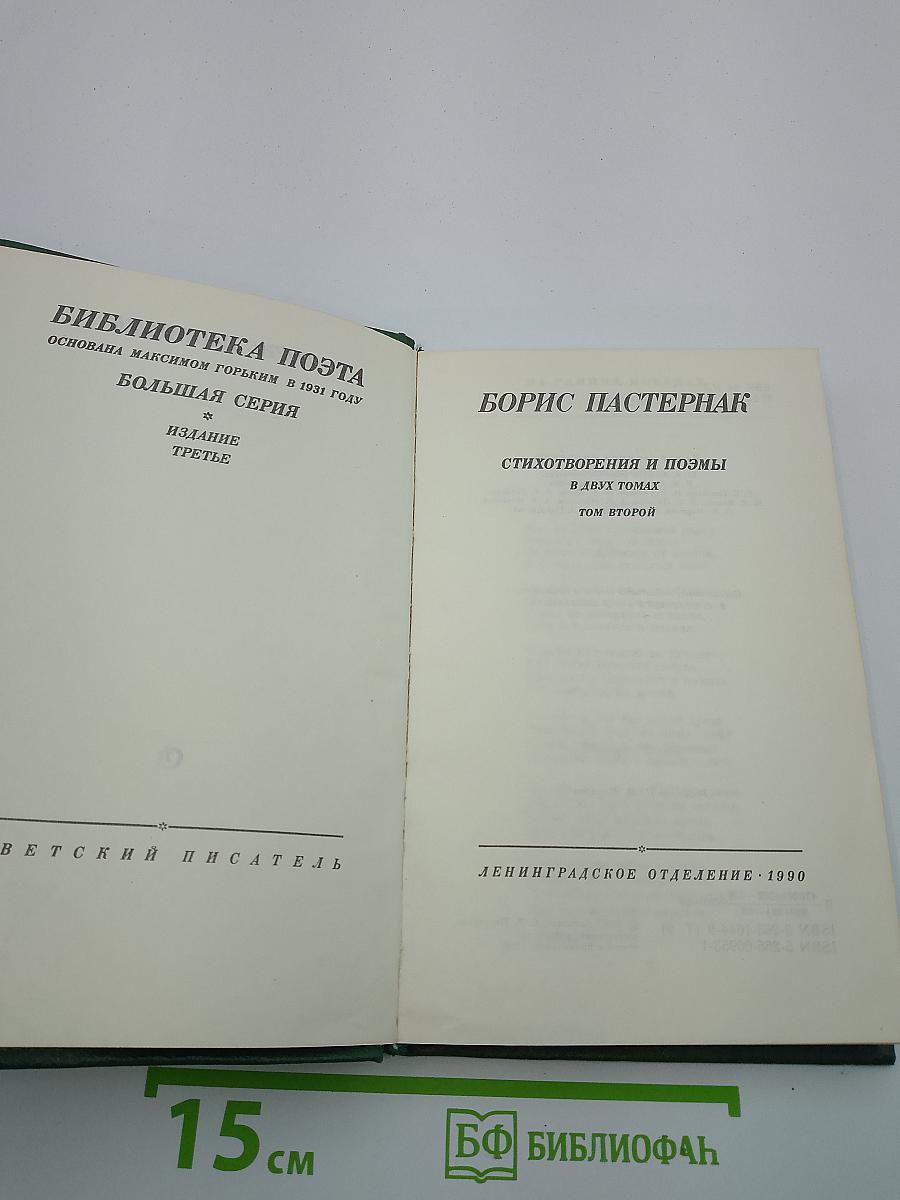 БИБЛИОТЕКА ПОЭТА
ОСНОВАНА МАКСИМОМ ГОРЬКИМ В 1931 ГОДУ
БОЛЬШАЯ СЕРИЯ
*
ИЗДАНИЕ
ТРЕТЬЕ
ВЕТСКИЙ ПИСАТЕЛЬ
БОРИС ПАСТЕРНАК
СТИХОТВОРЕНИЯ И ПОЭМЫ
В ДВУХ ТОМАХ
ТОМ ВТОРОЙ
ЛЕНИНГРАДСКОЕ ОТДЕЛЕНИЕ · 1990
15 см
БФ БИБЛИОФАЂ